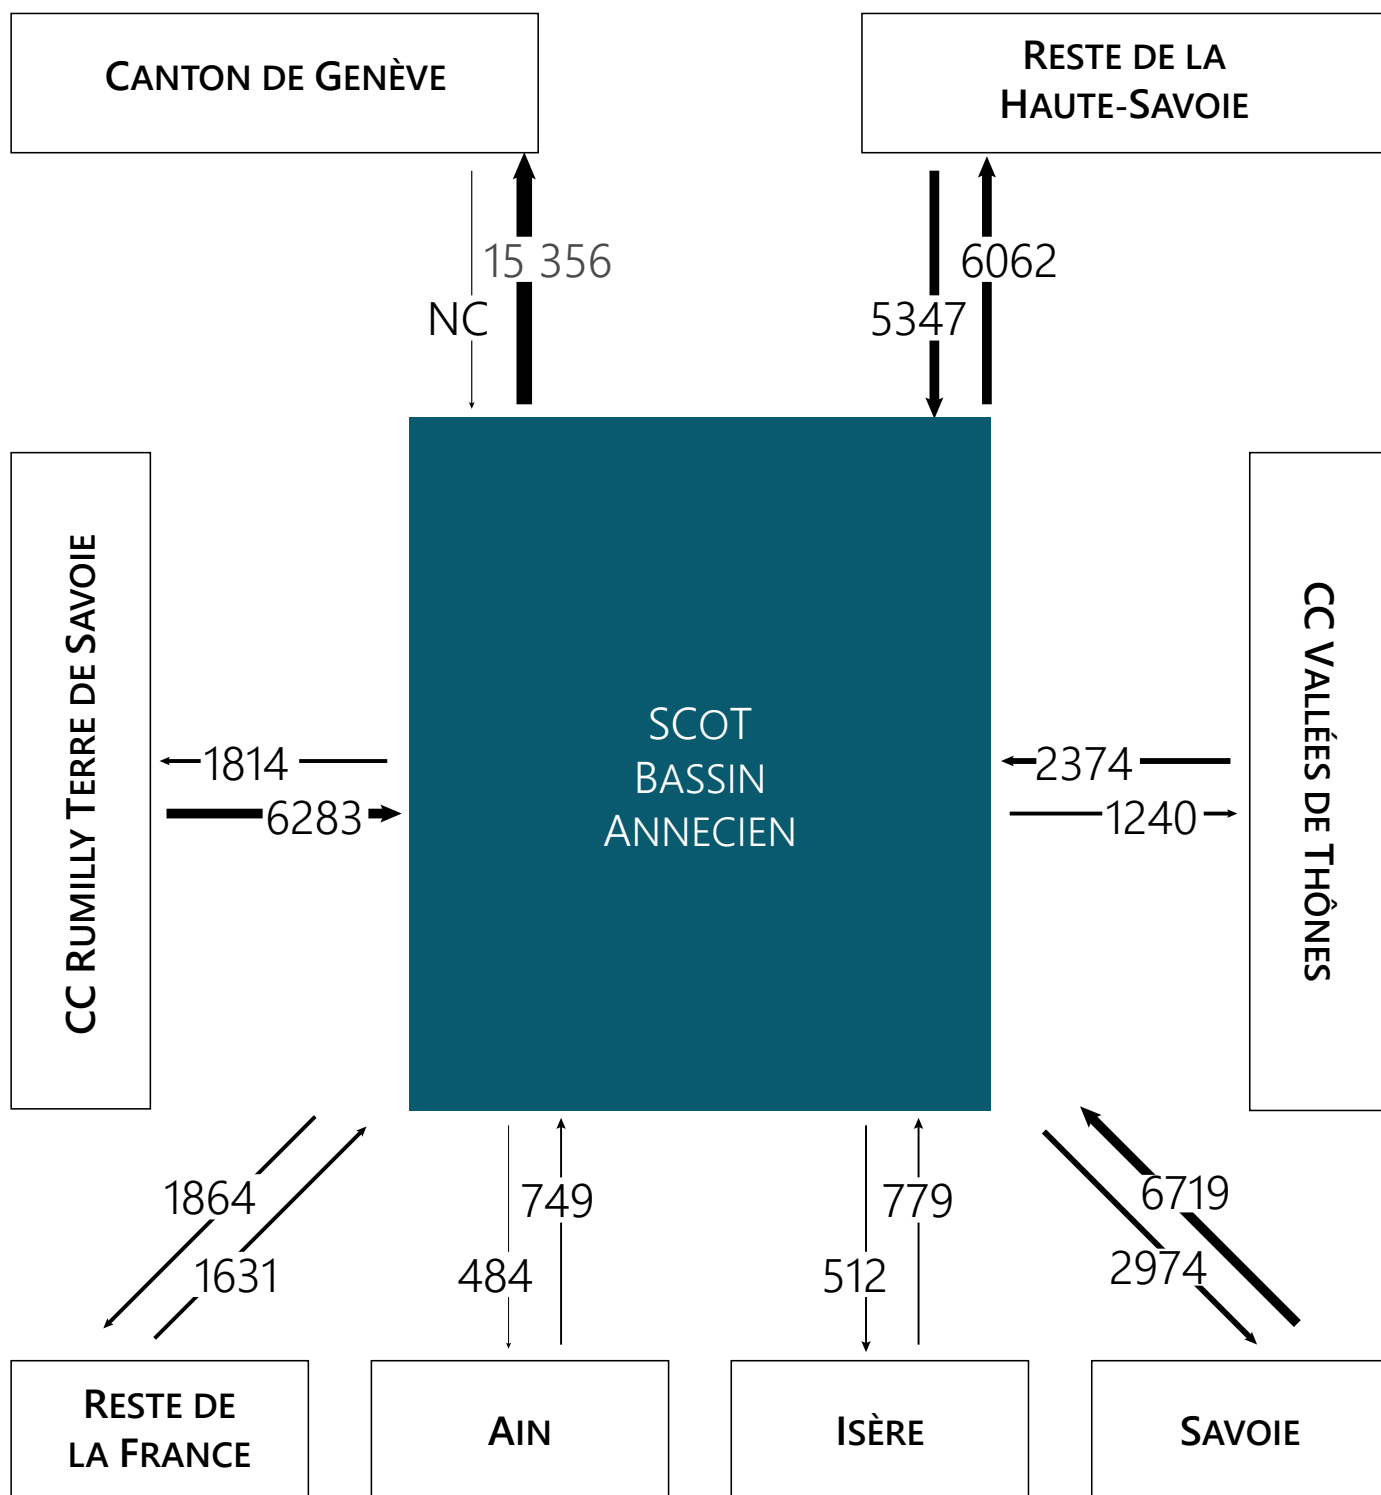 CANTON DE GENÈVE
RESTE DE LA
HAUTE-SAVOIE
15 356
6062
NC
5347
CC RUMILLY TERRE DE SAVOIE
CC VALLÉES DE THÔNES
SCOT
BASSIN
ANNECIEN
1814
6283
2374
1240
1864
1631
749
484
779
512
6719
2974
RESTE DE
LA FRANCE
AIN
ISÈRE
SAVOIE